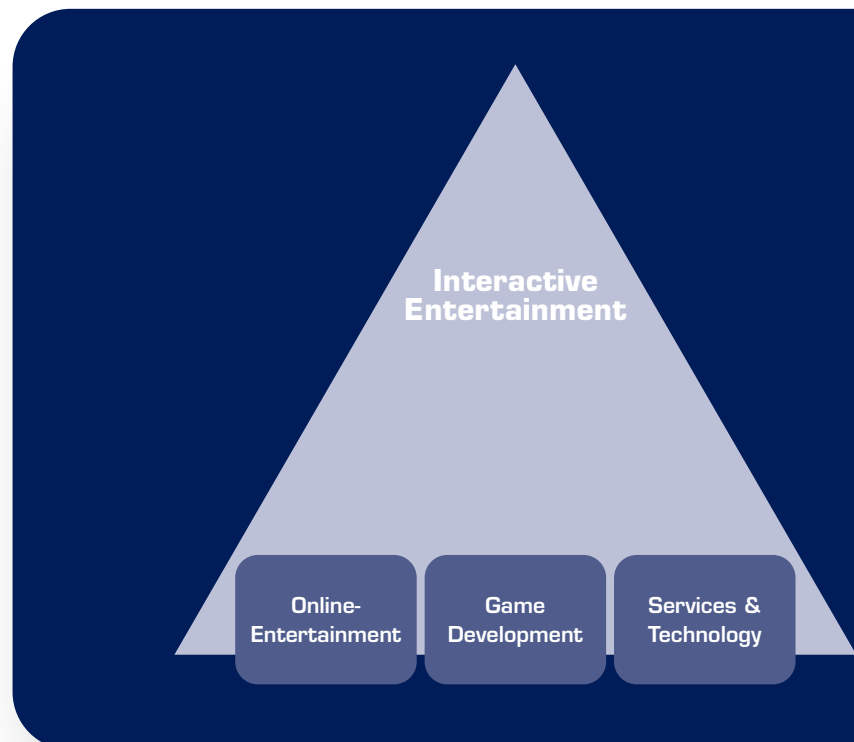 Interactive
Entertainment
Online-
Entertainment
Game
Development
Services &
Technology